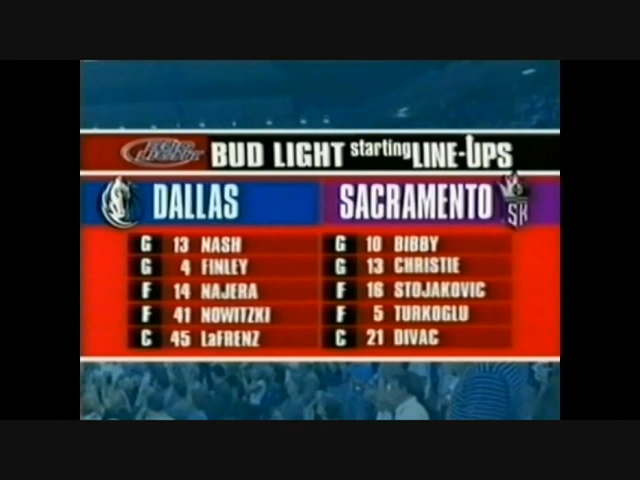 BUD LIGHT starting LINE-UPS
DALLAS
G 13 NASH
G 4 FINLEY
F 14 NAJERA
F 41 NOWITZKI
C 45 LaFRENZ
SACRAMENTO
SK
G 10 BIBBY
G 13 CHRISTIE
F 16 STOJAKOVIC
F 5 TURKOGLU
C 21 DIVAC